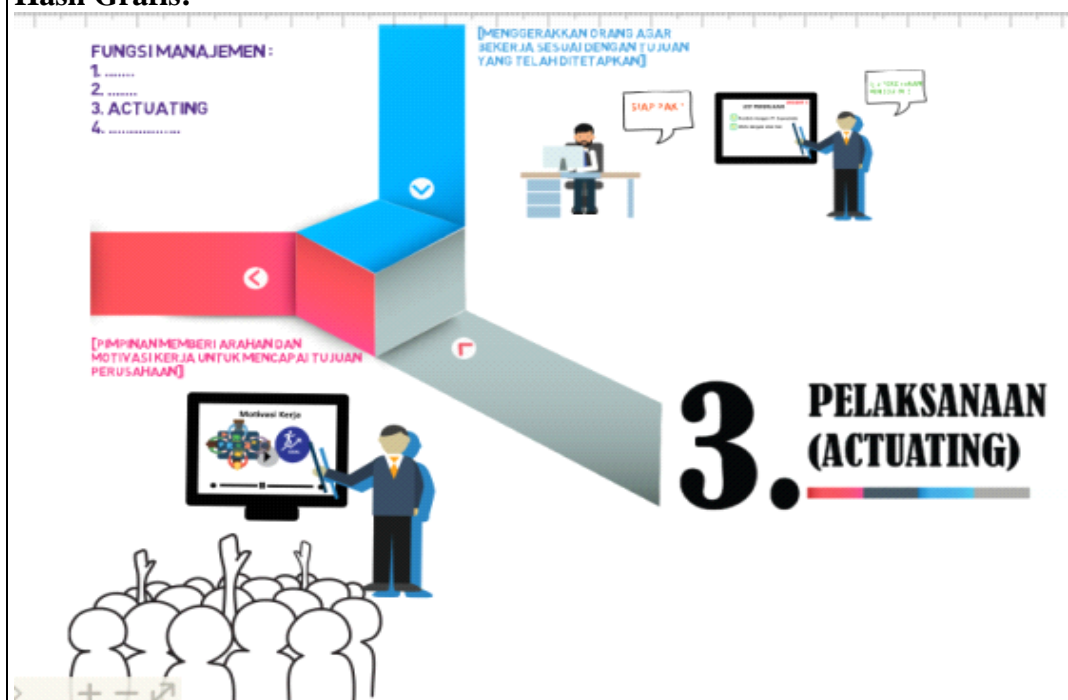 Hasil Grafis:
FUNGSI MANAJEMEN :
1. .......
2. .......
3. ACTUATING
4. .................
[MENGGERAKKAN ORANG AGAR
BEKERJA SESUAI DENGAN TUJUAN
YANG TELAH DITETAPKAN]
SIAP PAK !
[PIMPINAN MEMBERI ARAHAN DAN
MOTIVASI KERJA UNTUK MENCAPAI TUJUAN
PERUSAHAAN]
Motivasi Kerja
3. PELAKSANAAN
(ACTUATING)